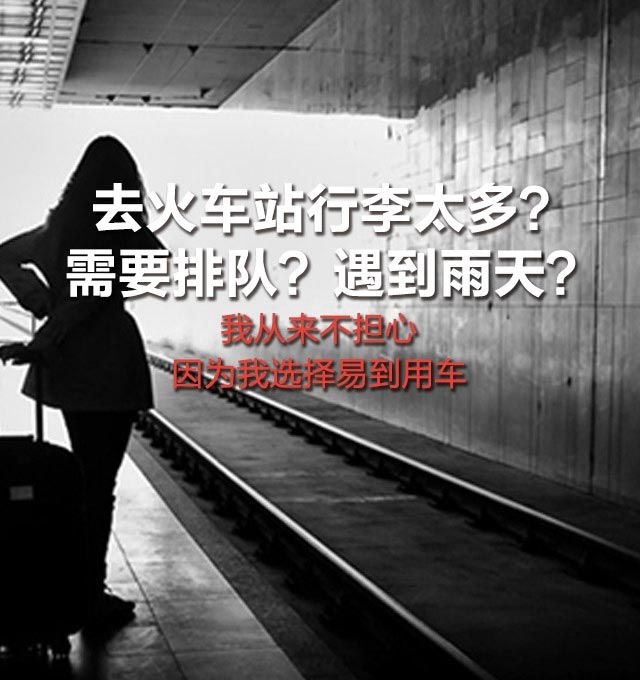 去火车站行李太多？
需要排队？遇到雨天？
我从来不担心
因为我选择易到用车